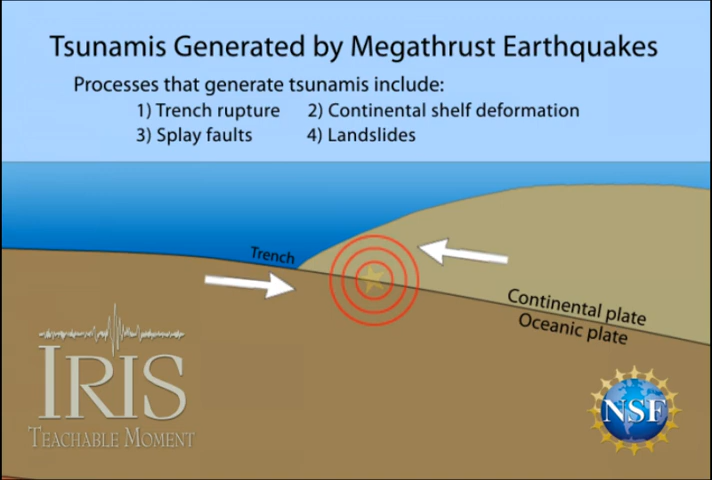 Tsunamis Generated by Megathrust Earthquakes
Processes that generate tsunamis include:
1) Trench rupture 2) Continental shelf deformation
3) Splay faults 4) Landslides
Trench
Continental plate
Oceanic plate
IRIS
TEACHABLE MOMENT
NSF